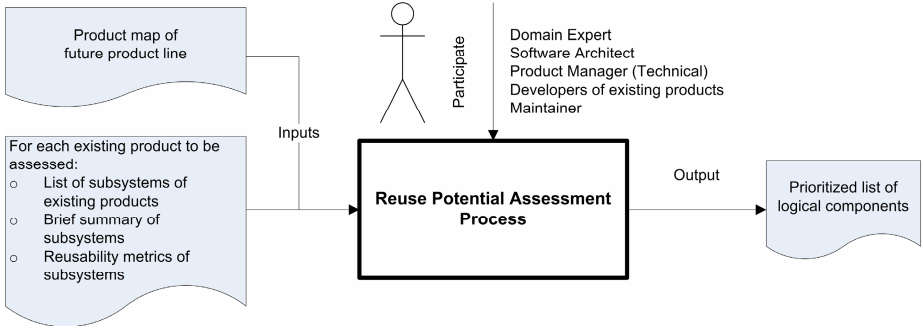 Product map of
future product line
For each existing product to be
assessed:
o List of subsystems of
existing products
o Brief summary of
subsystems
o Reusability metrics of
subsystems
Inputs
Participate
Domain Expert
Software Architect
Product Manager (Technical)
Developers of existing products
Maintainer
Reuse Potential Assessment
Process
Output
Prioritized list of
logical components